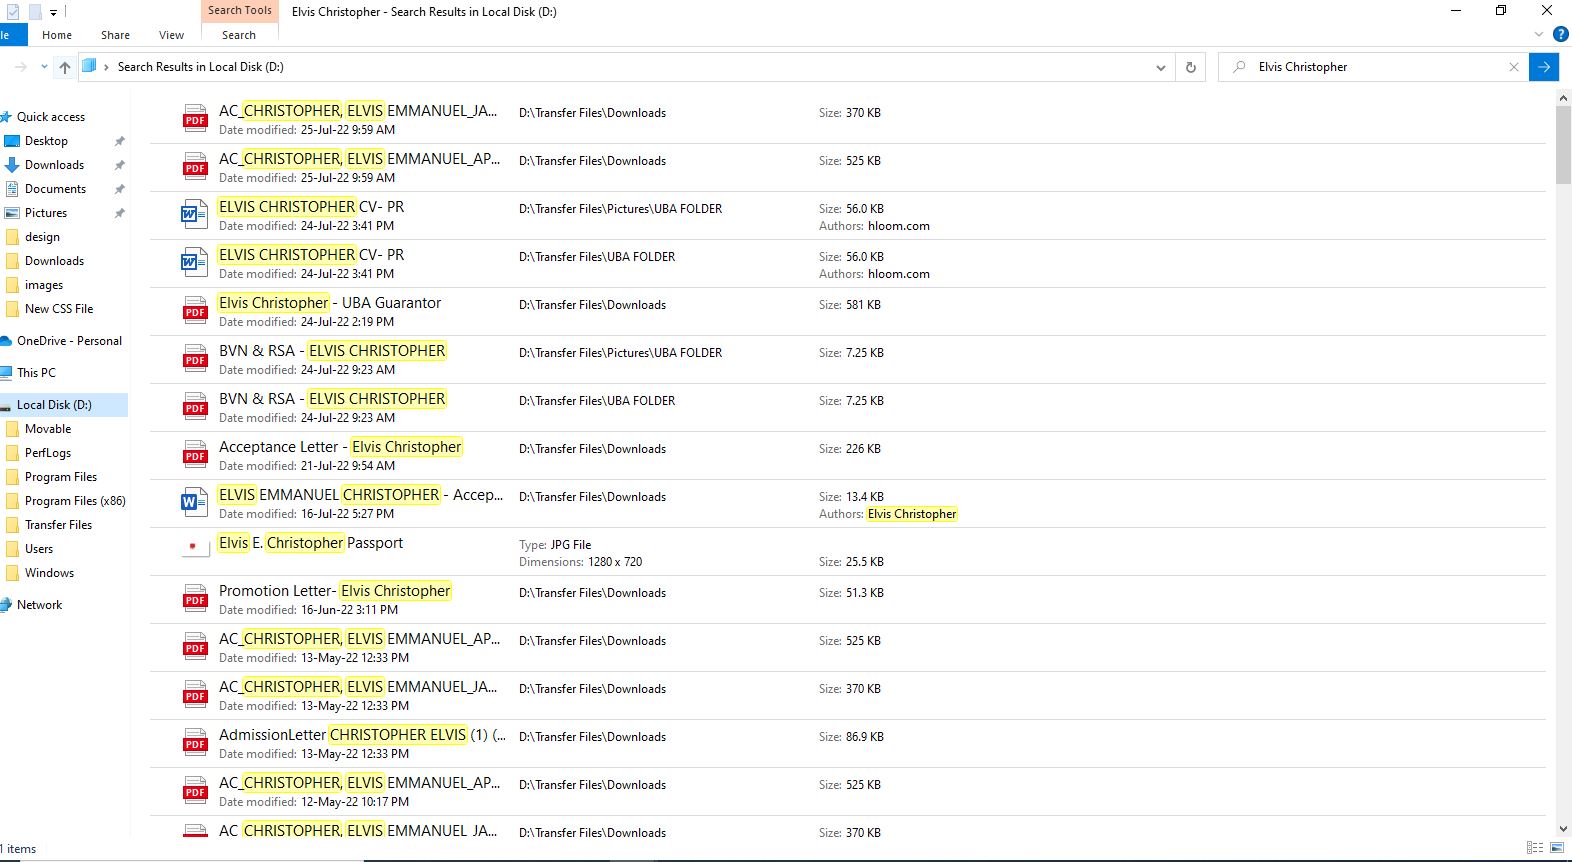 Search Tools
Elvis Christopher - Search Results in Local Disk (D:)
le
Home
Share
View
Search
?
Search Results in Local Disk (D:)
Elvis Christopher
Quick access
Desktop
Downloads
Documents
Pictures
design
Downloads
images
New CSS File
OneDrive - Personal
This PC
Local Disk (D:)
Movable
PerfLogs
Program Files
Program Files (x86)
Transfer Files
Users
Windows
Network
PDF
AC_CHRISTOPHER, ELVIS EMMANUEL_JA...
D:\Transfer Files\Downloads
Size: 370 KB
Date modified: 25-Jul-22 9:59 AM
PDF
AC_CHRISTOPHER, ELVIS EMMANUEL_AP...
D:\Transfer Files\Downloads
Size: 525 KB
Date modified: 25-Jul-22 9:59 AM
W
ELVIS CHRISTOPHER CV- PR
D:\Transfer Files\Pictures\UBA FOLDER
Size: 56.0 KB
Date modified: 24-Jul-22 3:41 PM
Authors: hloom.com
W
ELVIS CHRISTOPHER CV- PR
D:\Transfer Files\UBA FOLDER
Size: 56.0 KB
Date modified: 24-Jul-22 3:41 PM
Authors: hloom.com
PDF
Elvis Christopher - UBA Guarantor
D:\Transfer Files\Downloads
Size: 581 KB
Date modified: 24-Jul-22 2:19 PM
PDF
BVN & RSA - ELVIS CHRISTOPHER
D:\Transfer Files\Pictures\UBA FOLDER
Size: 7.25 KB
Date modified: 24-Jul-22 9:23 AM
PDF
BVN & RSA - ELVIS CHRISTOPHER
D:\Transfer Files\UBA FOLDER
Size: 7.25 KB
Date modified: 24-Jul-22 9:23 AM
PDF
Acceptance Letter - Elvis Christopher
D:\Transfer Files\Downloads
Size: 226 KB
Date modified: 21-Jul-22 9:54 AM
W
ELVIS EMMANUEL CHRISTOPHER - Accep...
D:\Transfer Files\Downloads
Size: 13.4 KB
Date modified: 16-Jul-22 5:27 PM
Authors: Elvis Christopher
Elvis E. Christopher Passport
Type: JPG File
Dimensions: 1280 x 720
Size: 25.5 KB
PDF
Promotion Letter- Elvis Christopher
D:\Transfer Files\Downloads
Size: 51.3 KB
Date modified: 16-Jun-22 3:11 PM
PDF
AC_CHRISTOPHER, ELVIS EMMANUEL_AP...
D:\Transfer Files\Downloads
Size: 525 KB
Date modified: 13-May-22 12:33 PM
PDF
AC_CHRISTOPHER, ELVIS EMMANUEL_JA...
D:\Transfer Files\Downloads
Size: 370 KB
Date modified: 13-May-22 12:33 PM
PDF
AdmissionLetter CHRISTOPHER ELVIS (1) (...
D:\Transfer Files\Downloads
Size: 86.9 KB
Date modified: 13-May-22 12:33 PM
PDF
AC_CHRISTOPHER, ELVIS EMMANUEL_AP...
D:\Transfer Files\Downloads
Size: 525 KB
Date modified: 12-May-22 10:17 PM
AC CHRISTOPHER, ELVIS EMMANUEL JA...
D:\Transfer Files\Downloads
Size: 370 KB
1 items